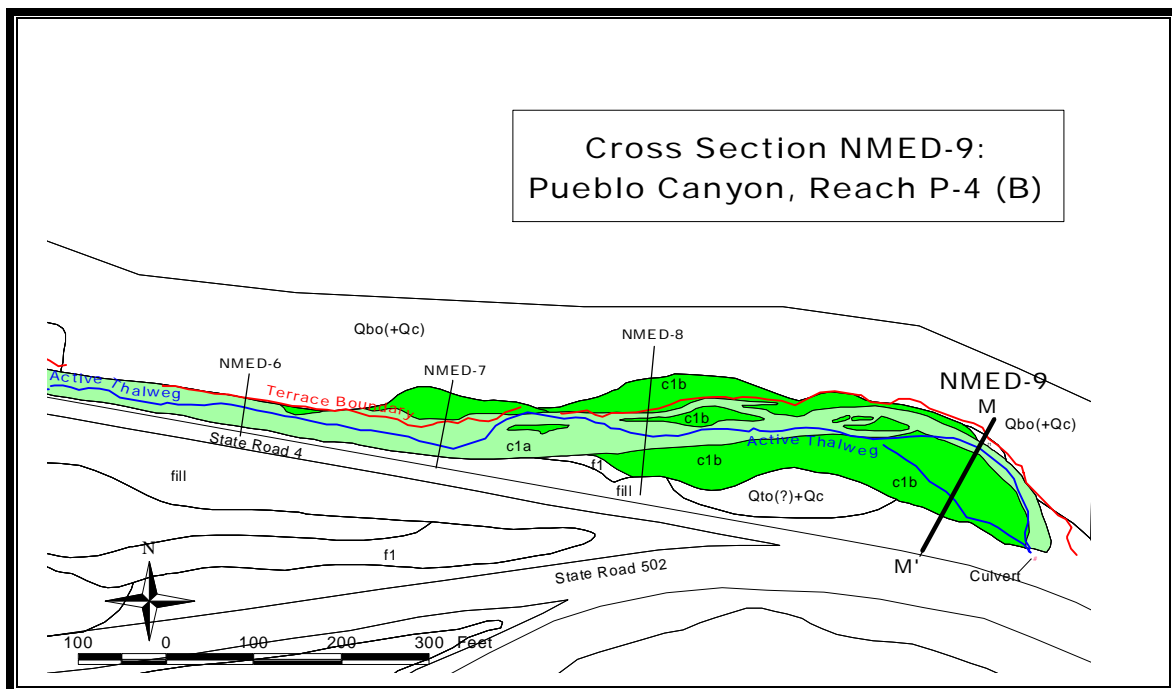 Cross Section NMED-9:
Pueblo Canyon, Reach P-4 (B)
Qbo(+Qc)
NMED-8
NMED-6
NMED-7
Active Thalweg
Terrace Boundary
c1b
NMED-9
M
c1b
Qbo(+Qc)
State Road 4
c1a
Active Thalweg
c1b
f1
fill
fill
c1b
Qto(?)+Qc
f1
M'
State Road 502
Culvert
N
100 0 100 200 300 Feet